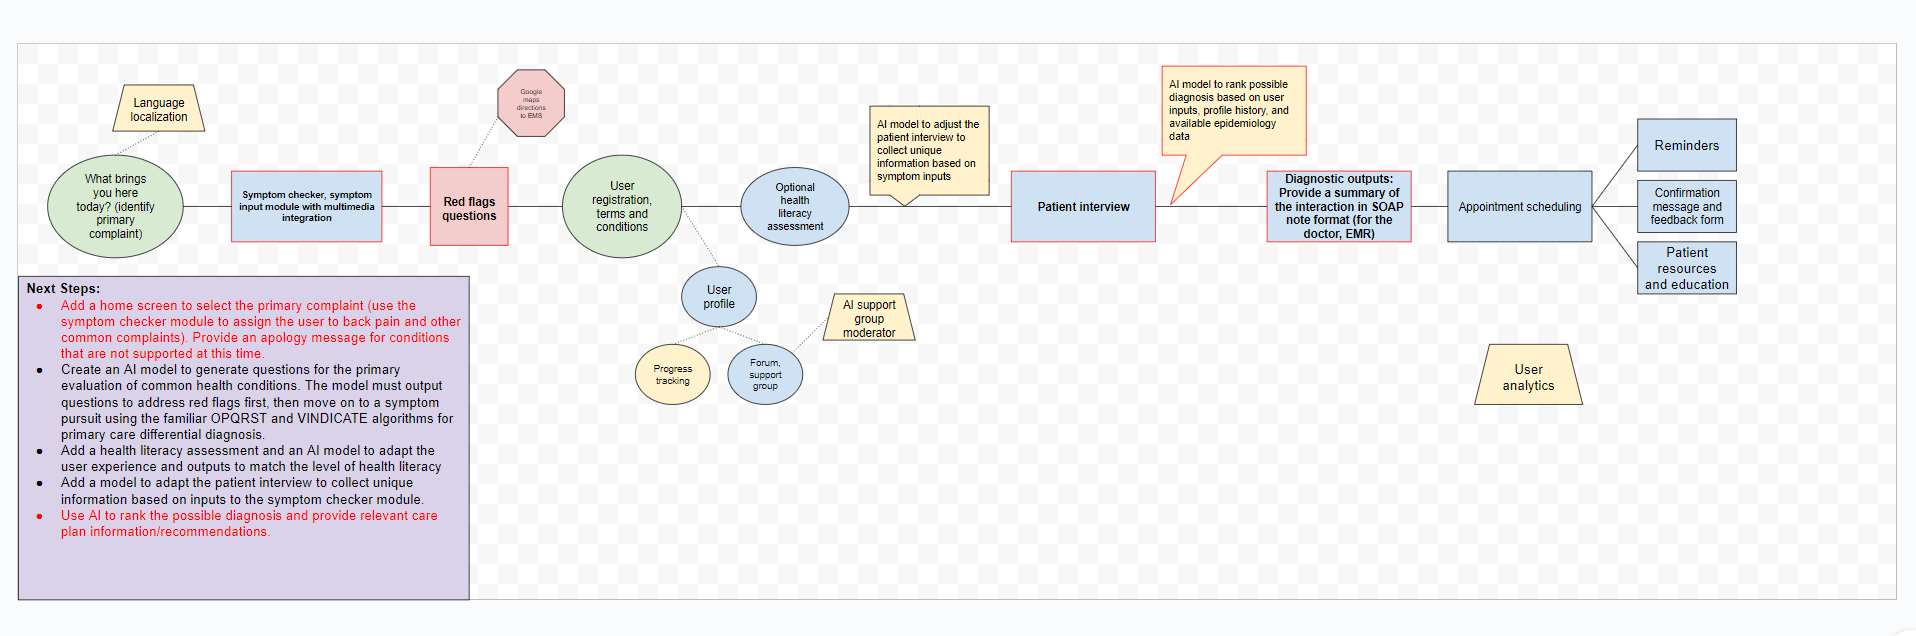 Language
localization
What brings
you here
today? (identify
primary
complaint)
Symptom checker, symptom
input module with multimedia
integration
Google
maps
directions
to EMS
Red flags
questions
User
registration,
terms and
conditions
Optional
health
literacy
assessment
AI model to adjust the
patient interview to
collect unique
information based on
symptom inputs
Patient interview
AI model to rank possible
diagnosis based on user
inputs, profile history, and
available epidemiology
data
Diagnostic outputs:
Provide a summary of
the interaction in SOAP
note format (for the
doctor, EMR)
Appointment scheduling
Reminders
Confirmation
message and
feedback form
Patient
resources
and education
User
profile
Progress
tracking
Forum,
support
group
AI support
group
moderator
User
analytics
Next Steps:
● Add a home screen to select the primary complaint (use the
symptom checker module to assign the user to back pain and other
common complaints). Provide an apology message for conditions
that are not supported at this time.
● Create an AI model to generate questions for the primary
evaluation of common health conditions. The model must output
questions to address red flags first, then move on to a symptom
pursuit using the familiar OPQRST and VINDICATE algorithms for
primary care differential diagnosis.
● Add a health literacy assessment and an AI model to adapt the
user experience and outputs to match the level of health literacy
● Add a model to adapt the patient interview to collect unique
information based on inputs to the symptom checker module.
● Use AI to rank the possible diagnosis and provide relevant care
plan information/recommendations.